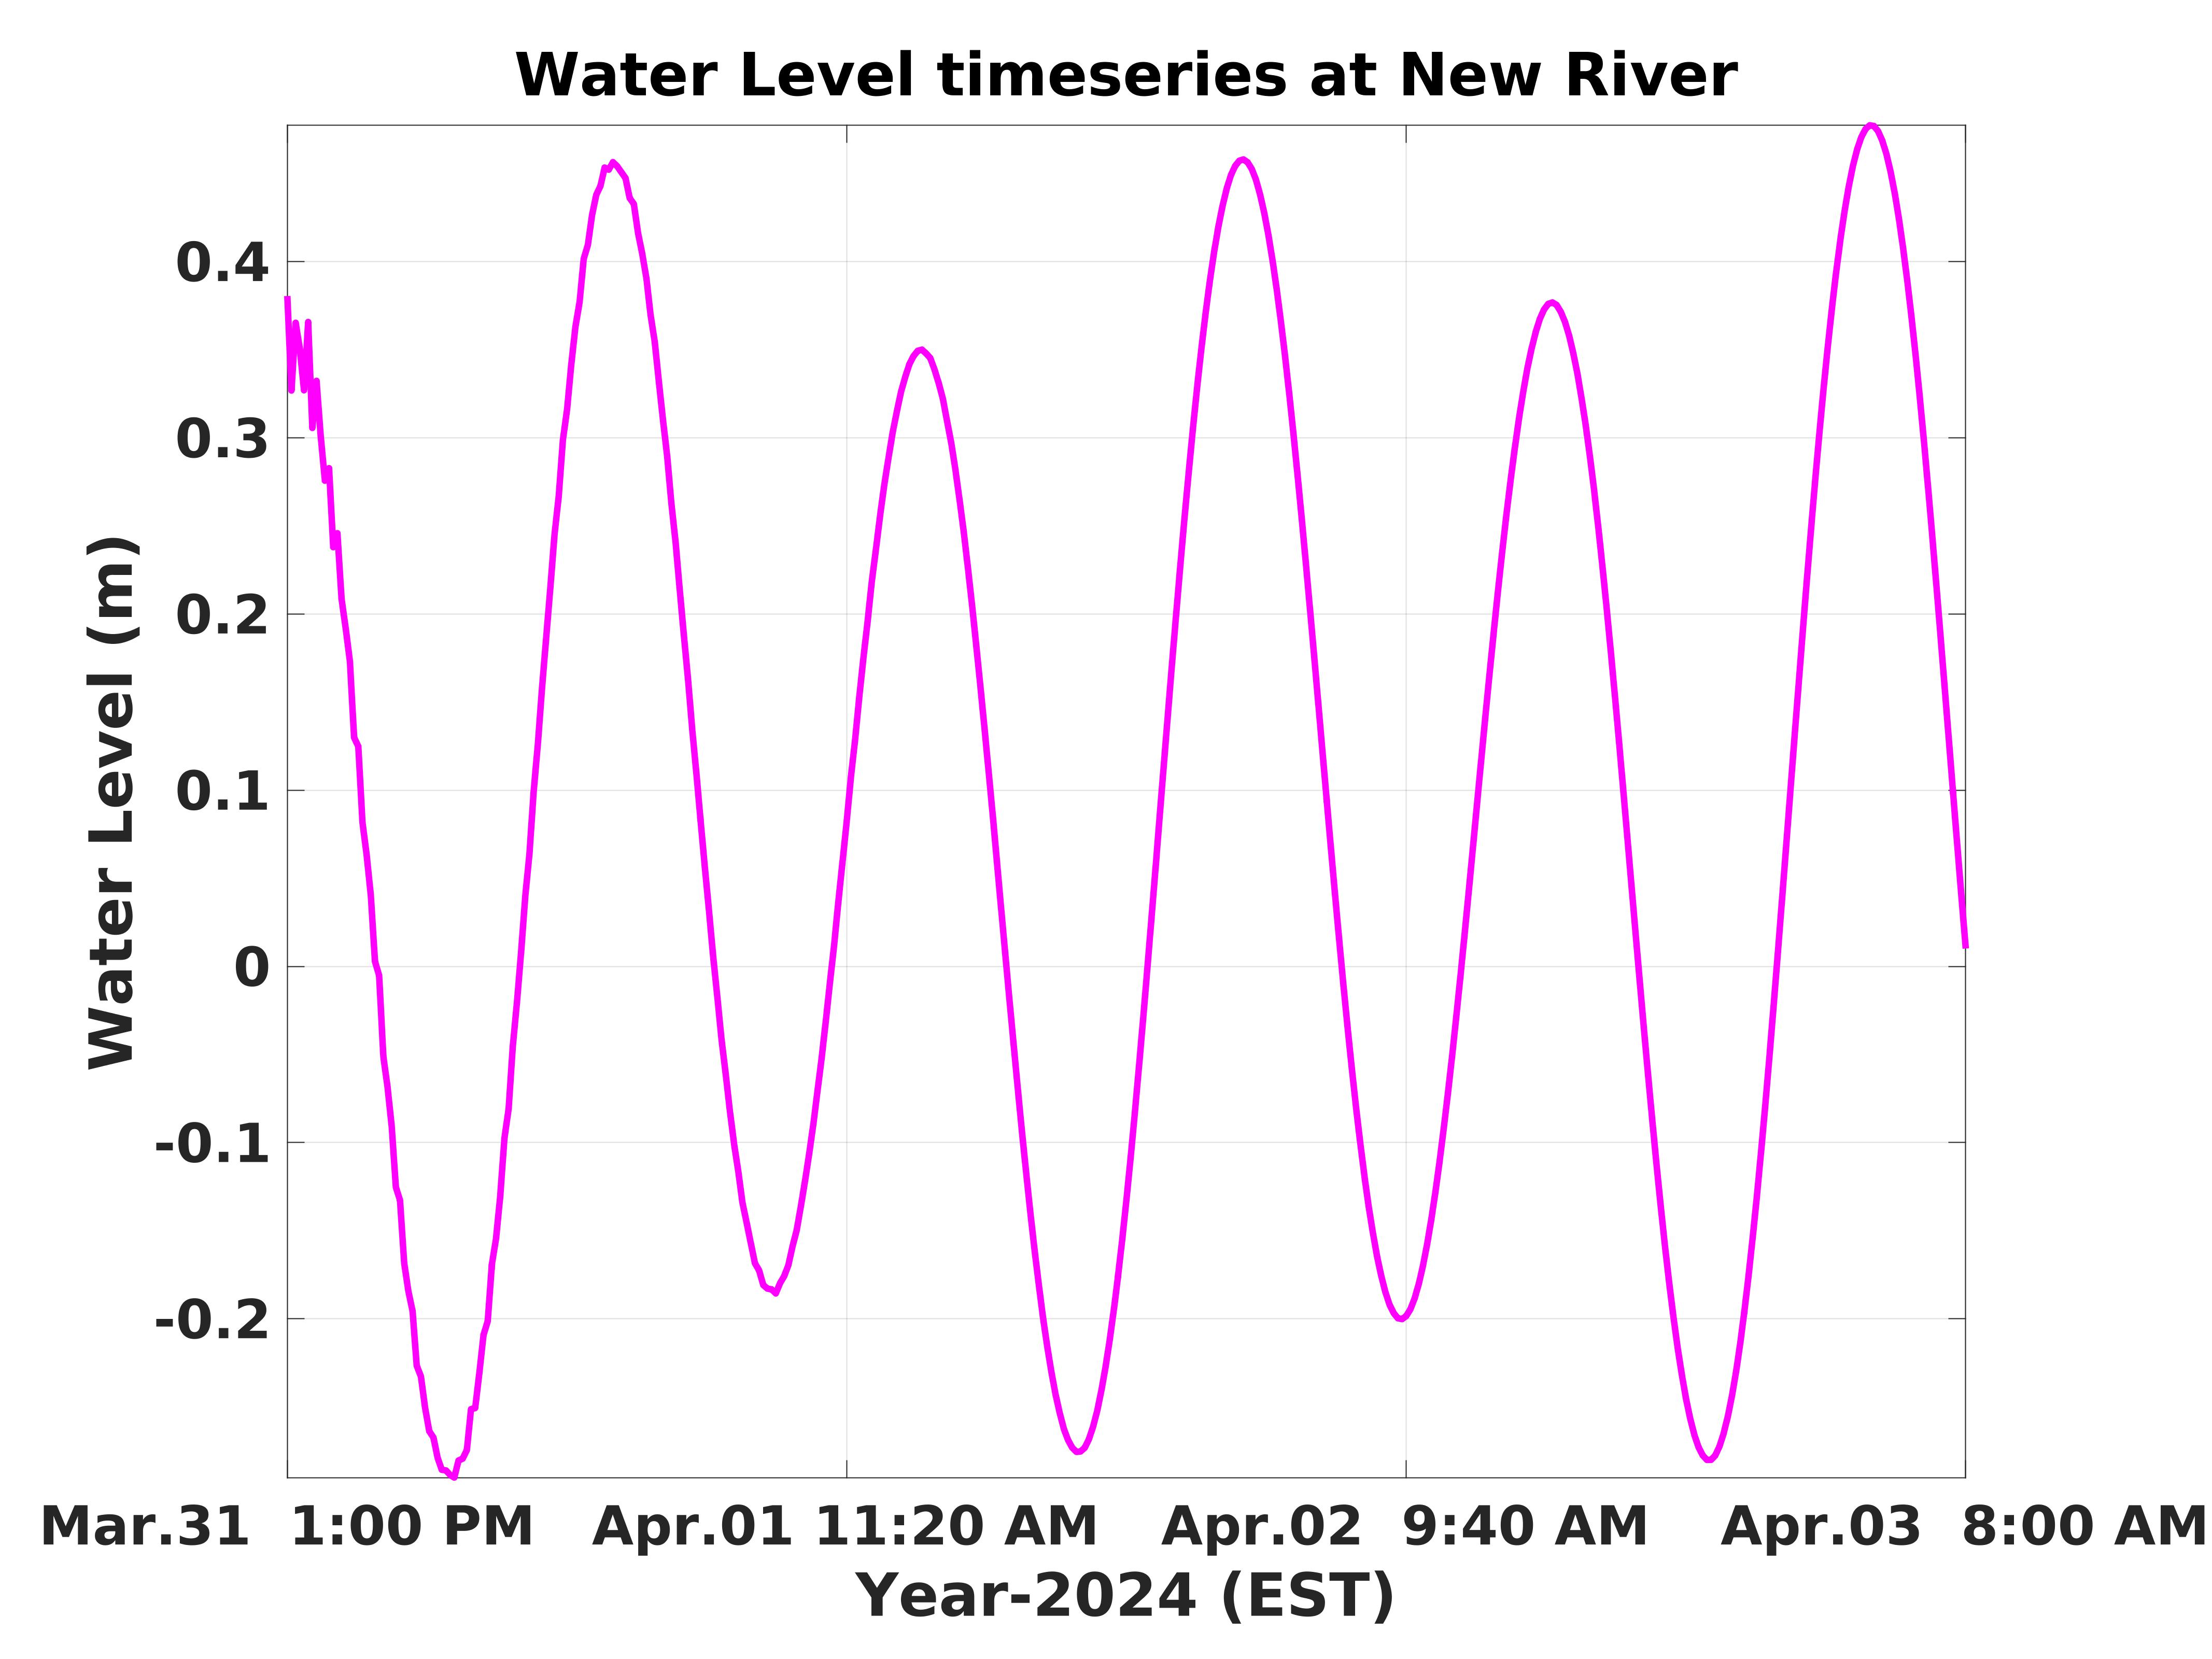 Water Level timeseries at New River
Water Level (m)
0.4
0.3
0.2
0.1
0
-0.1
-0.2
Mar.31  1:00 PM
Apr.01 11:20 AM
Apr.02  9:40 AM
Apr.03  8:00 AM
Year-2024 (EST)